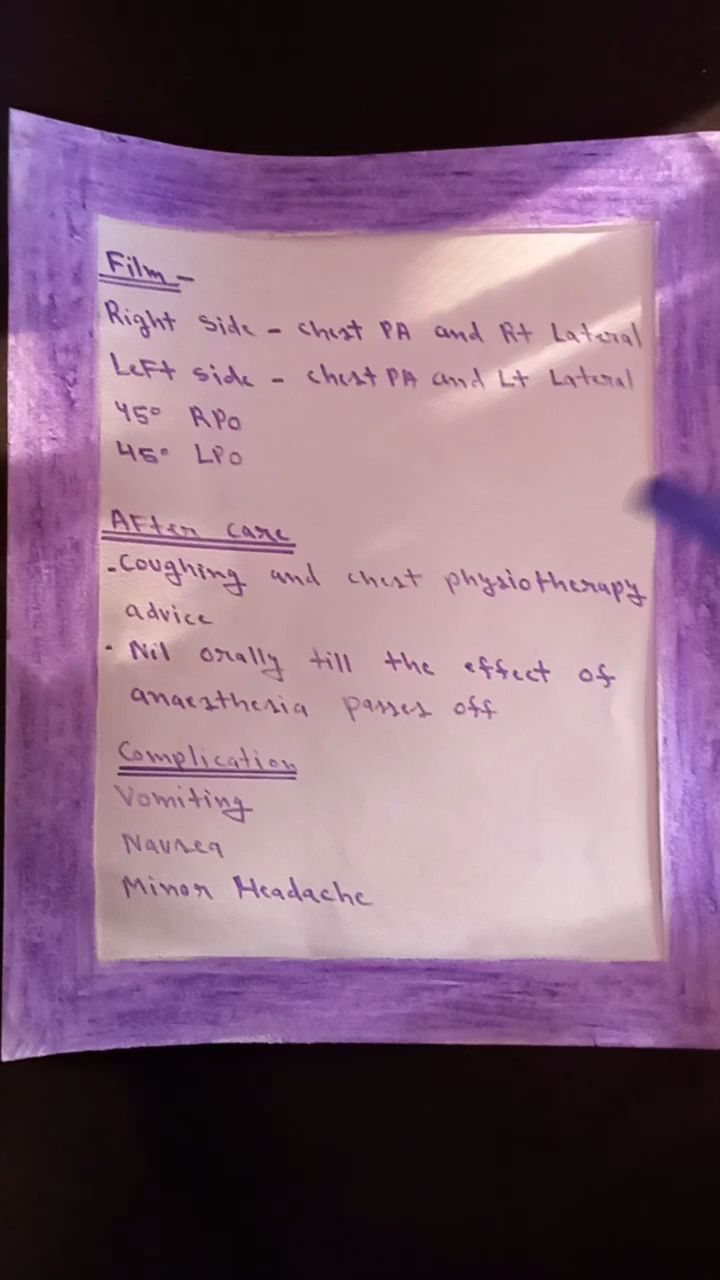 Film -
Right side - chest PA and Rt Lateral
Left side - chest PA and Lt Lateral
45° RPO
45° LPO
After care
- Coughing and chest physiotherapy
advice
• Nil orally till the effect of
anaesthesia passes off
Complication
Vomiting
Nausea
Minor Headache